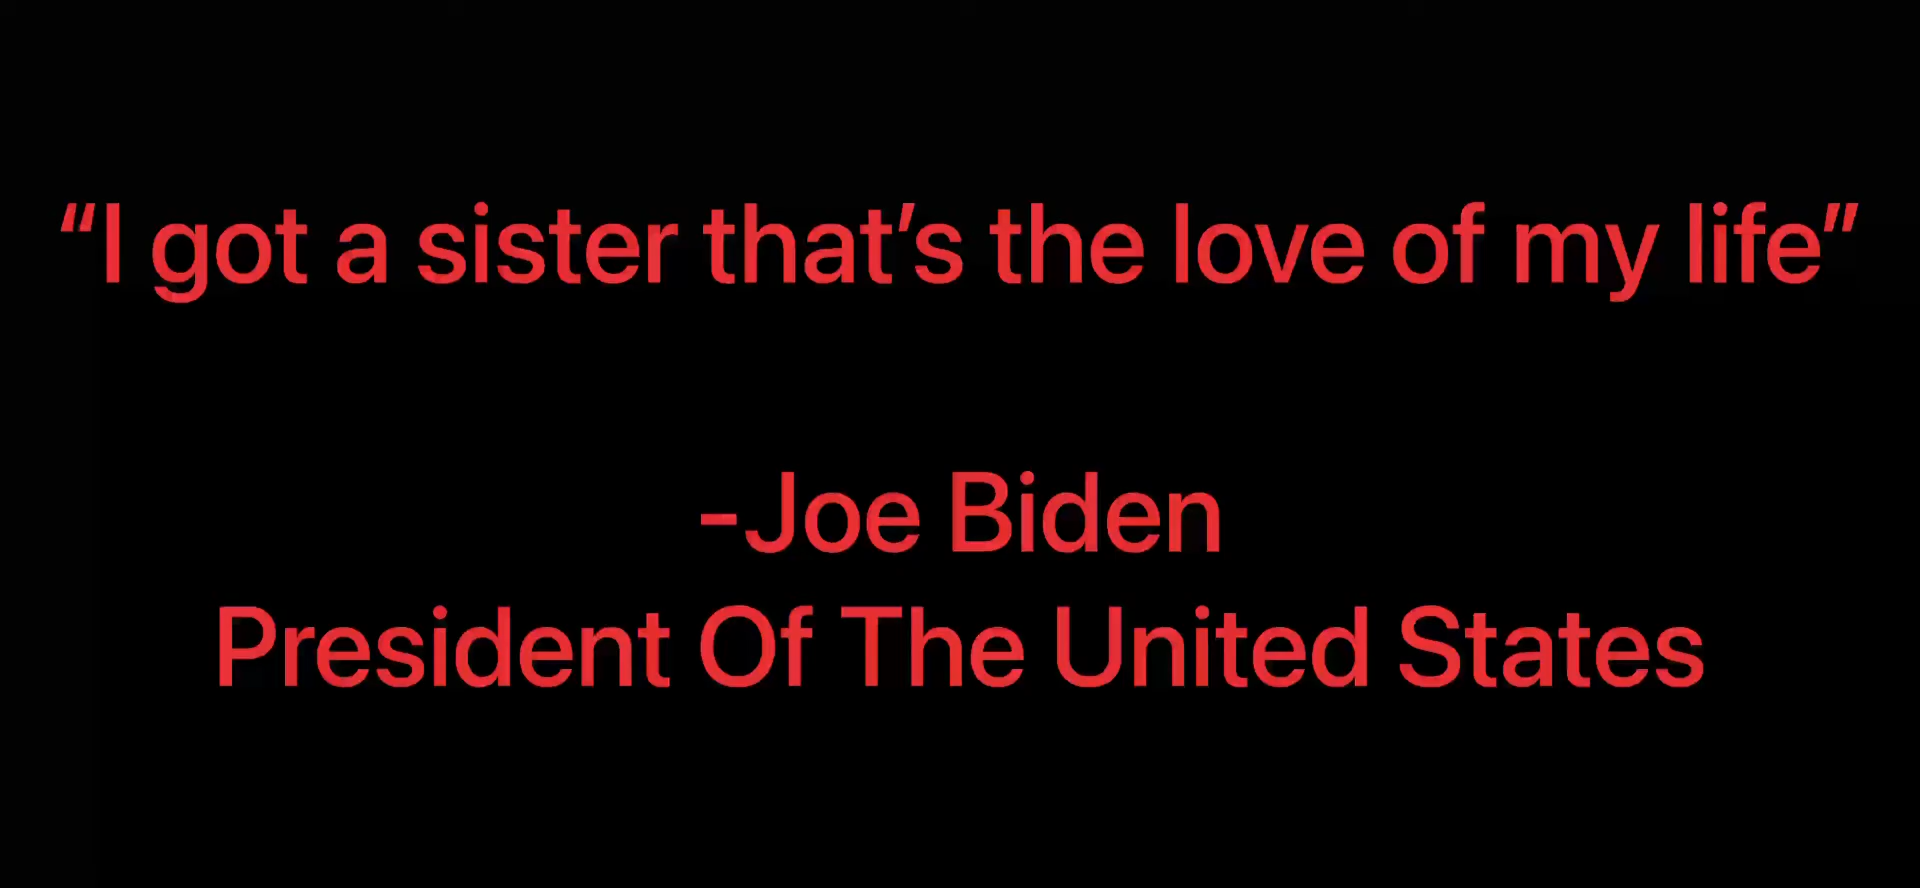 “I got a sister that’s the love of my life”
-Joe Biden
President Of The United States